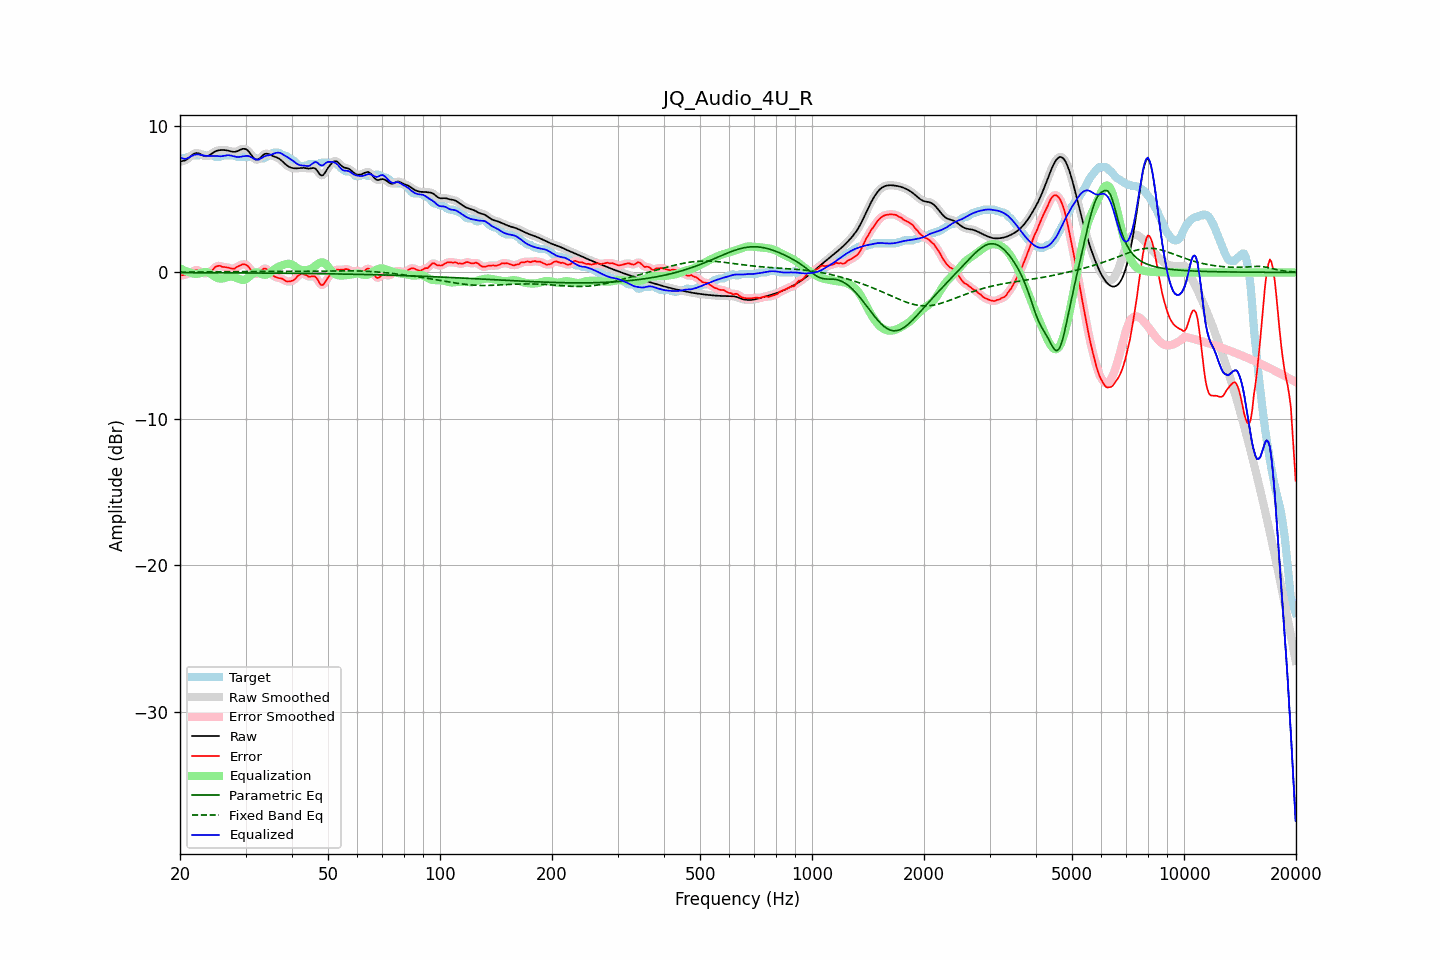 JQ_Audio_4U_R
10
0
−10
−20
−30
Amplitude (dBr)
Target
Raw Smoothed
Error Smoothed
Raw
Error
Equalization
Parametric Eq
Fixed Band Eq
Equalized
20 50 100 200 500 1000 2000 5000 10000 20000
Frequency (Hz)